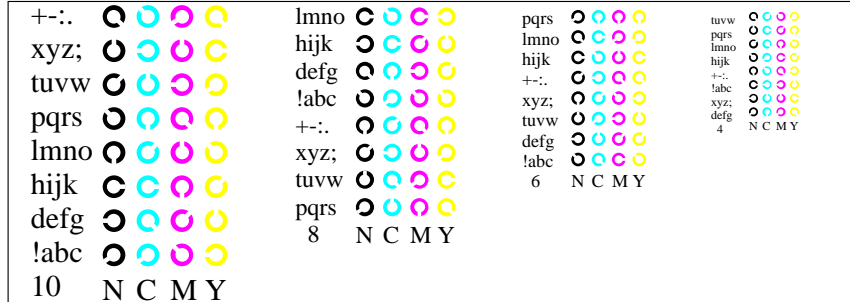 +-:.
xyz;
tuvw
pqrs
lmno
hijk
defg
!abc
10 N C M Y
lmno
hijk
defg
!abc
+-:.
xyz;
tuvw
pqrs
8 N C M Y
pqrs
lmno
hijk
+-:.
xyz;
tuvw
defg
!abc
6 N C M Y
tuvw
pqrs
lmno
hijk
+-:.
!abc
xyz;
defg
4 N C M Y